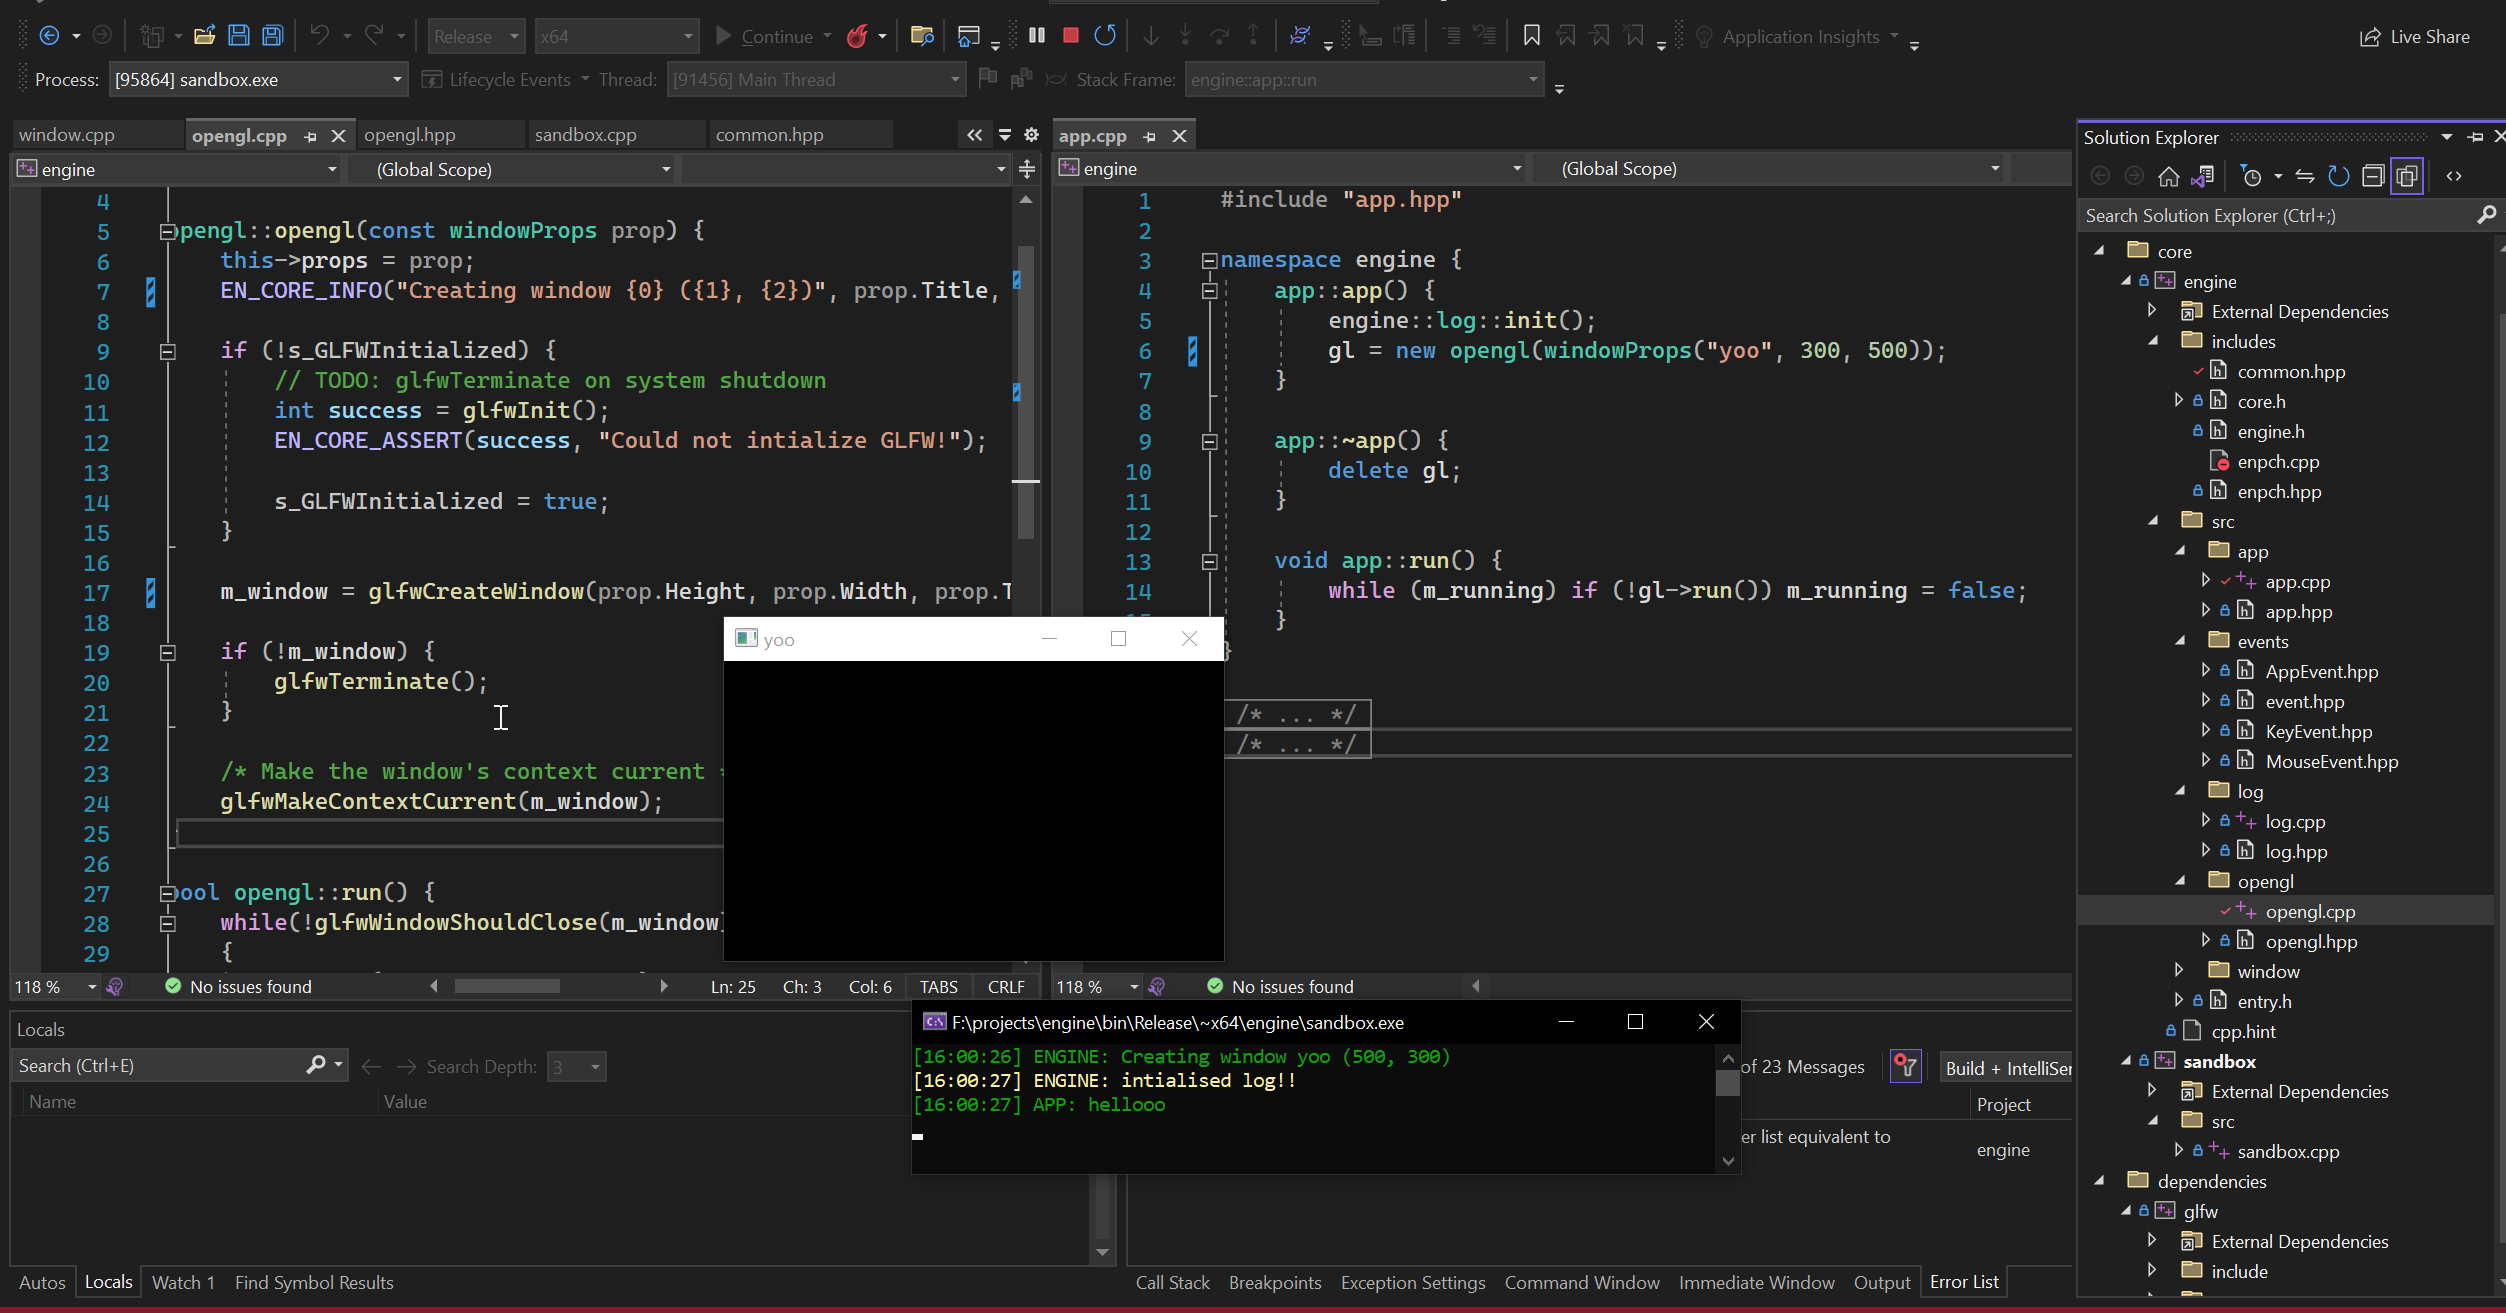 Release
x64
Continue
Application Insights
Live Share
Process:
[95864] sandbox.exe
Lifecycle Events
Thread:
[91456] Main Thread
Stack Frame:
engine::app::run
window.cpp
opengl.cpp
opengl.hpp
sandbox.cpp
common.hpp
engine
(Global Scope)
4
5 opengl::opengl(const windowProps prop) {
6 this->props = prop;
7 EN_CORE_INFO("Creating window {0} ({1}, {2})", prop.Title,
8
9 if (!s_GLFWInitialized) {
10 // TODO: glfwTerminate on system shutdown
11 int success = glfwInit();
12 EN_CORE_ASSERT(success, "Could not intialize GLFW!");
13
14 s_GLFWInitialized = true;
15 }
16
17 m_window = glfwCreateWindow(prop.Height, prop.Width, prop.T
18
19 if (!m_window) {
20 glfwTerminate();
21 }
22
23 /* Make the window's context current
24 glfwMakeContextCurrent(m_window);
25
26
27 bool opengl::run() {
28 while(!glfwWindowShouldClose(m_window)
29 {
118 %
No issues found
Ln: 25
Ch: 3
Col: 6
TABS
CRLF
app.cpp
engine
(Global Scope)
1 #include "app.hpp"
2
3 namespace engine {
4 app::app() {
5 engine::log::init();
6 gl = new opengl(windowProps("yoo", 300, 500));
7 }
8
9 app::~app() {
10 delete gl;
11 }
12
13 void app::run() {
14 while (m_running) if (!gl->run()) m_running = false;
}
}
/* ... */
/* ... */
118 %
No issues found
yoo
Locals
Search (Ctrl+E)
Search Depth:
3
Name
Value
Autos
Locals
Watch 1
Find Symbol Results
F:\projects\engine\bin\Release\~x64\engine\sandbox.exe
[16:00:26] ENGINE: Creating window yoo (500, 300)
[16:00:27] ENGINE: intialised log!!
[16:00:27] APP: hellooo
of 23 Messages
Build + IntelliSen
Project
er list equivalent to
engine
Call Stack
Breakpoints
Exception Settings
Command Window
Immediate Window
Output
Error List
Solution Explorer
Search Solution Explorer (Ctrl+;)
core
engine
External Dependencies
includes
common.hpp
core.h
engine.h
enpch.cpp
enpch.hpp
src
app
app.cpp
app.hpp
events
AppEvent.hpp
event.hpp
KeyEvent.hpp
MouseEvent.hpp
log
log.cpp
log.hpp
opengl
opengl.cpp
opengl.hpp
window
entry.h
cpp.hint
sandbox
External Dependencies
src
sandbox.cpp
dependencies
glfw
External Dependencies
include